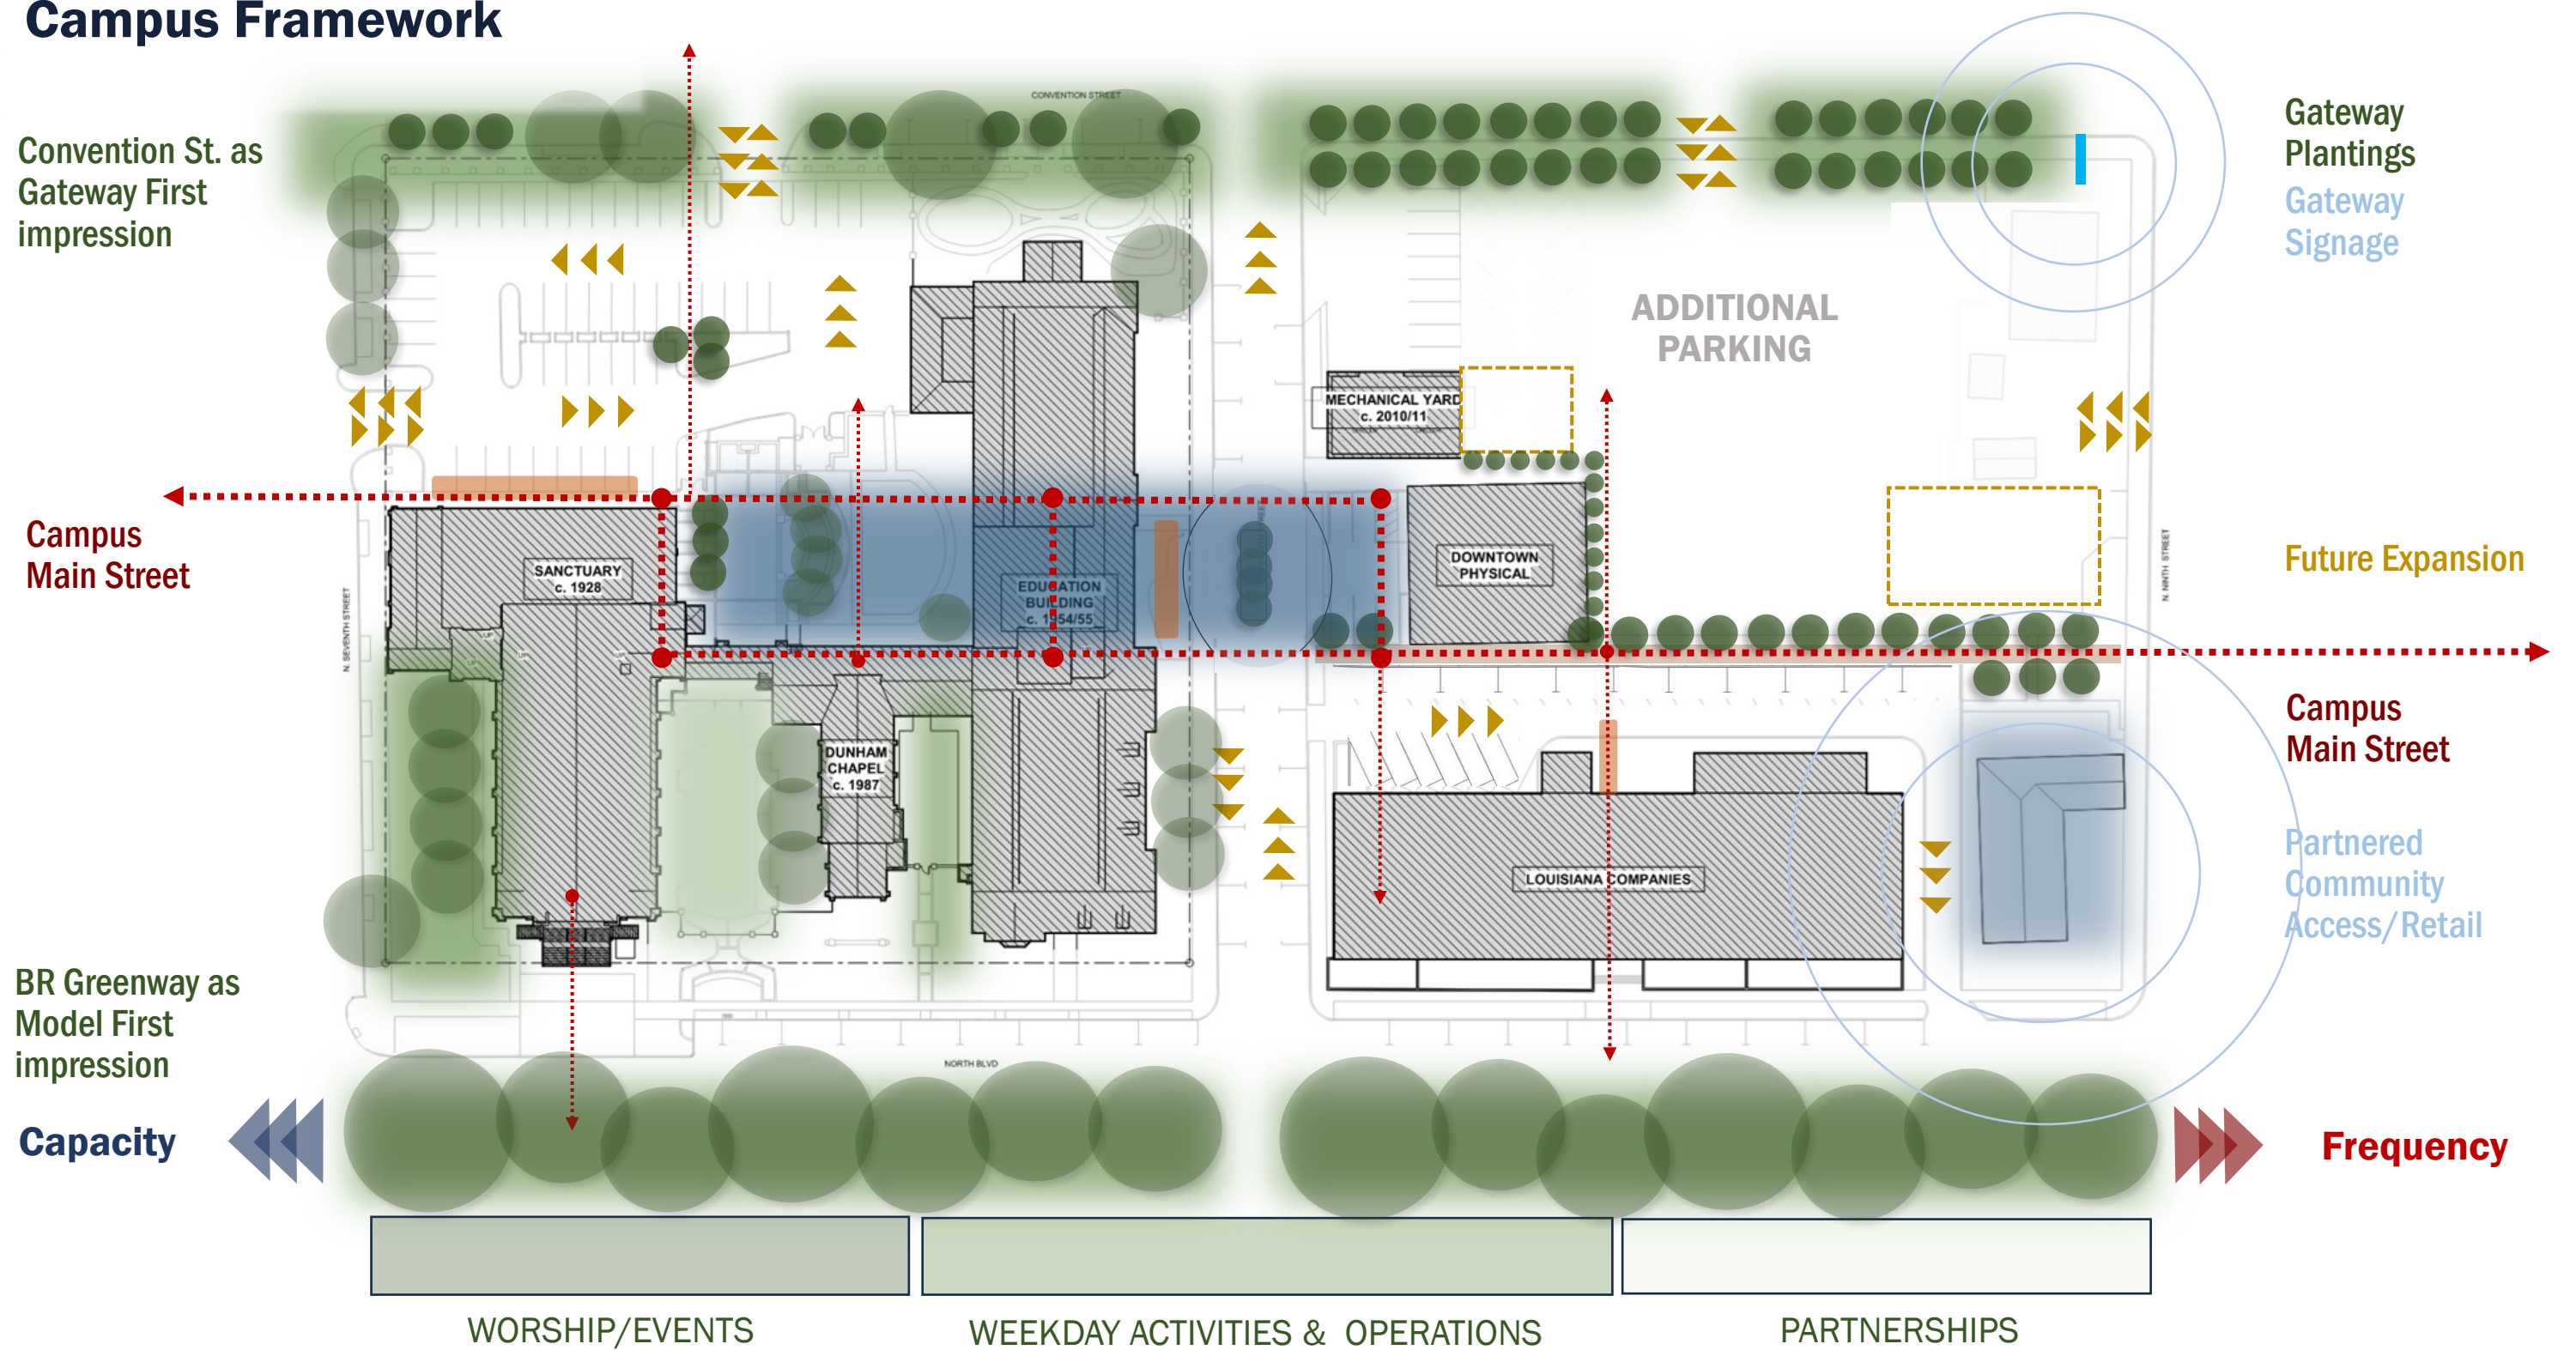 Campus Framework
CONVENTION STREET
Convention St. as
Gateway First
impression
Gateway
Plantings
Gateway
Signage
ADDITIONAL
PARKING
MECHANICAL YARD
c. 2010/11
Campus
Main Street
SANCTUARY
c. 1928
EDUCATION
BUILDING
c. 1954/55
DOWNTOWN
PHYSICAL
Future Expansion
N. SEVENTH STREET
N. NINTH STREET
UP
UP
UP
DUNHAM
CHAPEL
c. 1987
Campus
Main Street
LOUISIANA COMPANIES
Partnered
Community
Access/Retail
BR Greenway as
Model First
impression
NORTH BLVD
Capacity
Frequency
WORSHIP/EVENTS
WEEKDAY ACTIVITIES & OPERATIONS
PARTNERSHIPS